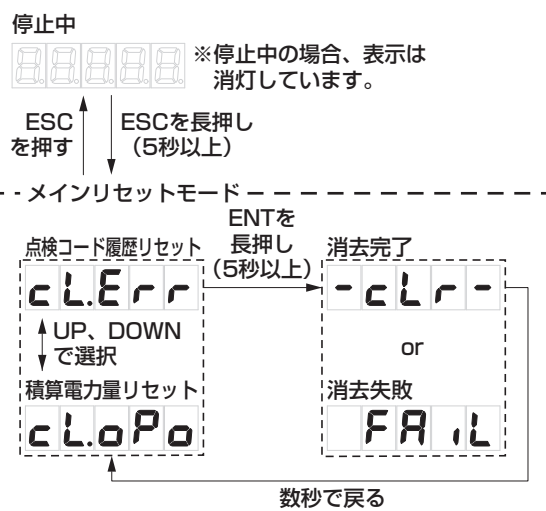 停止中
※停止中の場合、表示は
消灯しています。
ESC
を押す
ESCを長押し
（5秒以上）
メインリセットモード
ENTを
長押し
（5秒以上）
点検コード履歴リセット
cL.Err
UP、DOWN
で選択
積算電力量リセット
cL.oPo
消去完了
-cLr-
or
消去失敗
FAiL
数秒で戻る